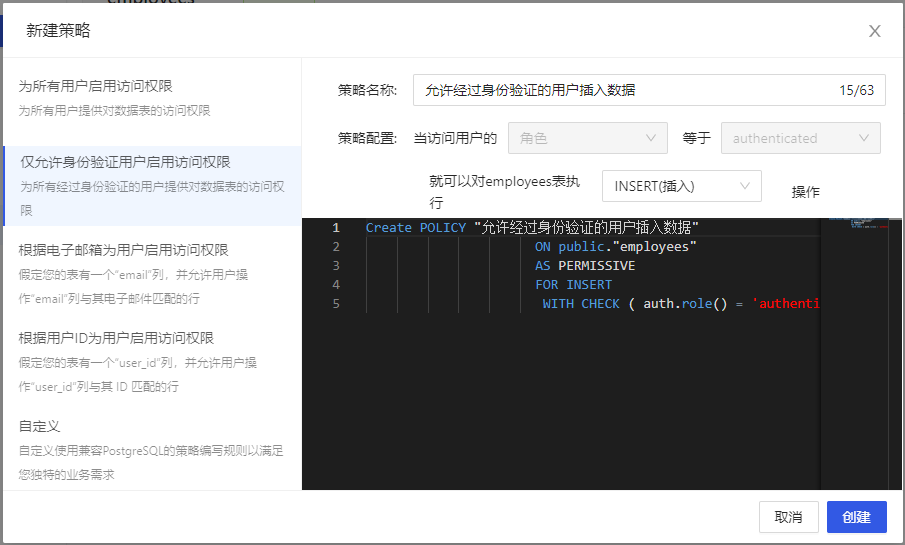 employees
新建策略
为所有用户启用访问权限
为所有用户提供对数据表的访问权限
仅允许身份验证用户启用访问权限
为所有经过身份验证的用户提供对数据表的访问权
限
根据电子邮箱为用户启用访问权限
假定您的表有一个“email”列，并允许用户操
作“email”列与其电子邮件匹配的行
根据用户ID为用户启用访问权限
假定您的表有一个“user_id”列，并允许用户操
作“user_id”列与其 ID 匹配的行
自定义
自定义使用兼容PostgreSQL的策略编写规则以满足
您独特的业务需求
策略名称: 允许经过身份验证的用户插入数据 15/63
策略配置: 当访问用户的 角色 等于 authenticated
就可以对employees表执
行 INSERT(插入) 操作
1 Create POLICY "允许经过身份验证的用户插入数据"
2 ON public."employees"
3 AS PERMISSIVE
4 FOR INSERT
5 WITH CHECK ( auth.role() = 'authenti
取消 创建